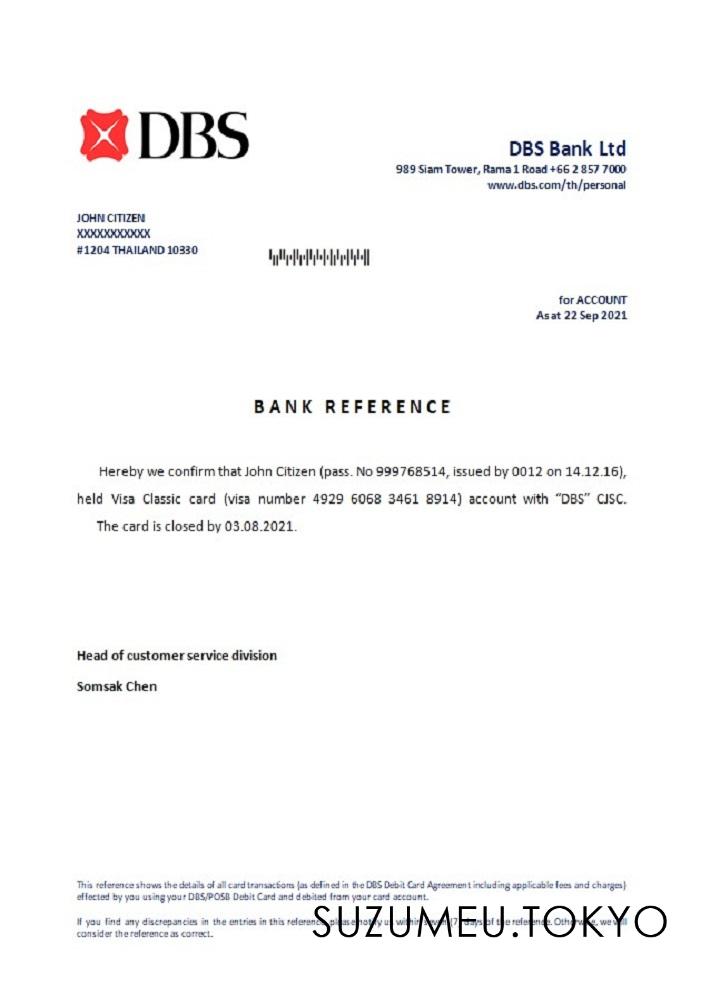 DBS
DBS Bank Ltd
989 Siam Tower, Rama 1 Road +66 2 857 7000
www.dbs.com/th/personal
JOHN CITIZEN
XXXXXXXXXXX
#1204 THAILAND 10330
for ACCOUNT
As at 22 Sep 2021
BANK REFERENCE
Hereby we confirm that John Citizen (pass. No 999768514, issued by 0012 on 14.12.16),
held Visa Classic card (visa number 4929 6068 3461 8914) account with "DBS" CJSC.
The card is closed by 03.08.2021.
Head of customer service division
Somsak Chen
This reference shows the details of all card transactions (as defined in the DBS Debit Card Agreement including applicable fees and charges)
effected by you using your DBS/POSB Debit Card and debited from your card account.
If you find any discrepancies in the entries in this reference, please notify us within seven (7) days of the reference. Otherwise, we will
consider the reference as correct.
SUZUMEU.TOKYO